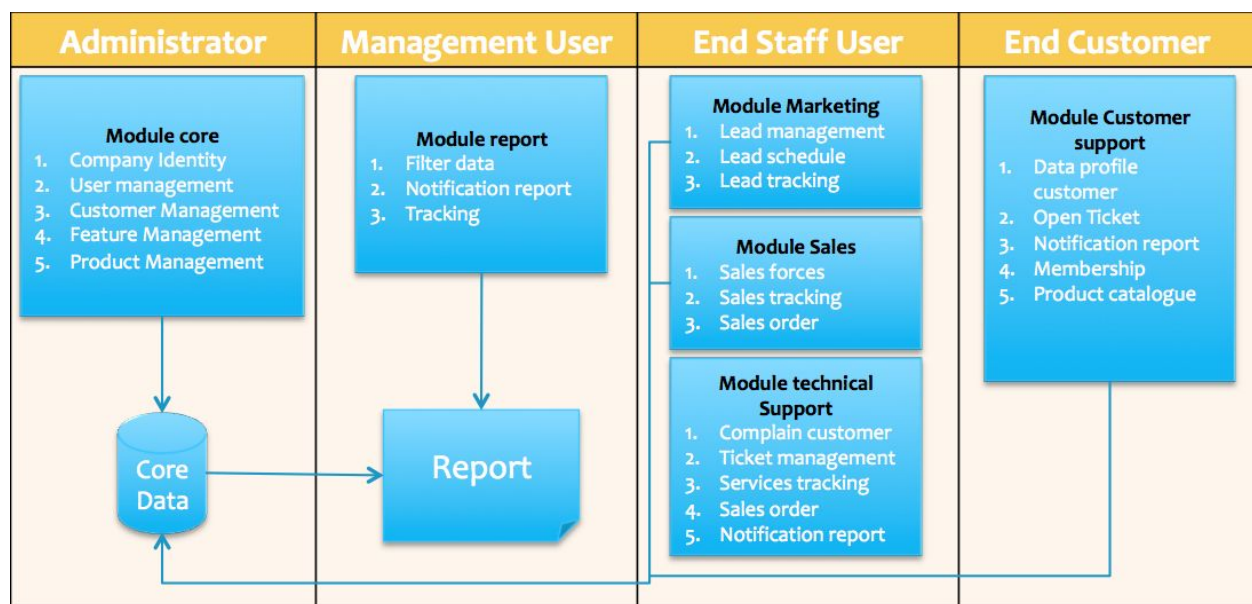 Administrator
Management User
End Staff User
End Customer
Module core
1. Company Identity
2. User management
3. Customer Management
4. Feature Management
5. Product Management
Core
Data
Module report
1. Filter data
2. Notification report
3. Tracking
Report
Module Marketing
1. Lead management
2. Lead schedule
3. Lead tracking
Module Sales
1. Sales forces
2. Sales tracking
3. Sales order
Module technical
Support
1. Complain customer
2. Ticket management
3. Services tracking
4. Sales order
5. Notification report
Module Customer
support
1. Data profile
customer
2. Open Ticket
3. Notification report
4. Membership
5. Product catalogue